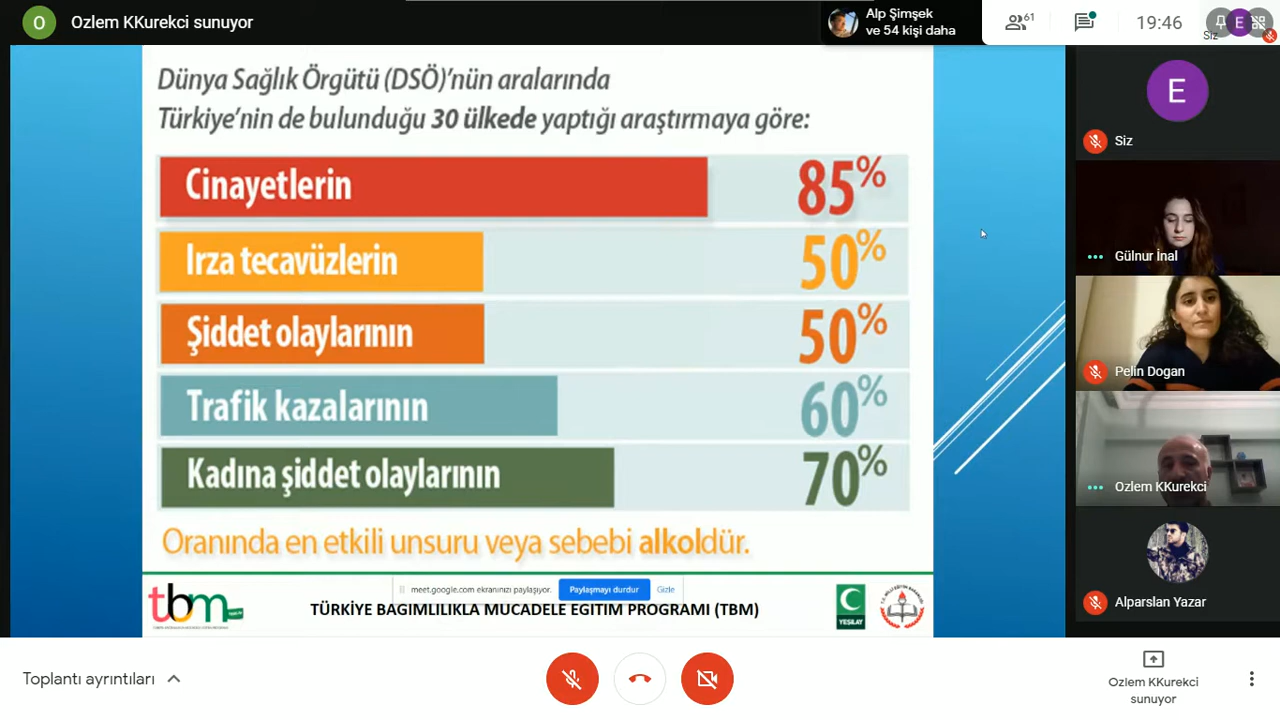 O
Ozlem KKurekci sunuyor
Alp Şimşek
ve 54 kişi daha
61
19:46
E
Siz
Dünya Sağlık Örgütü (DSÖ)'nün aralarında
Türkiye'nin de bulunduğu 30 ülkede yaptığı araştırmaya göre:
Cinayetlerin 85%
Irza tecavüzlerin 50%
Şiddet olaylarının 50%
Trafik kazalarının 60%
Kadına şiddet olaylarının 70%
Oranında en etkili unsuru veya sebebi alkoldür.
meet.google.com ekranınızı paylaşıyor. Paylaşmayı durdur Gizle
tbm
TÜRKİYE BAGIMLILIKLA MUCADELE EGITIM PROGRAMI (TBM)
YEŞİLAY
E
Siz
Gülnur İnal
Pelin Dogan
Ozlem KKurekci
Alparslan Yazar
Toplantı ayrıntıları
Ozlem KKurekci
sunuyor